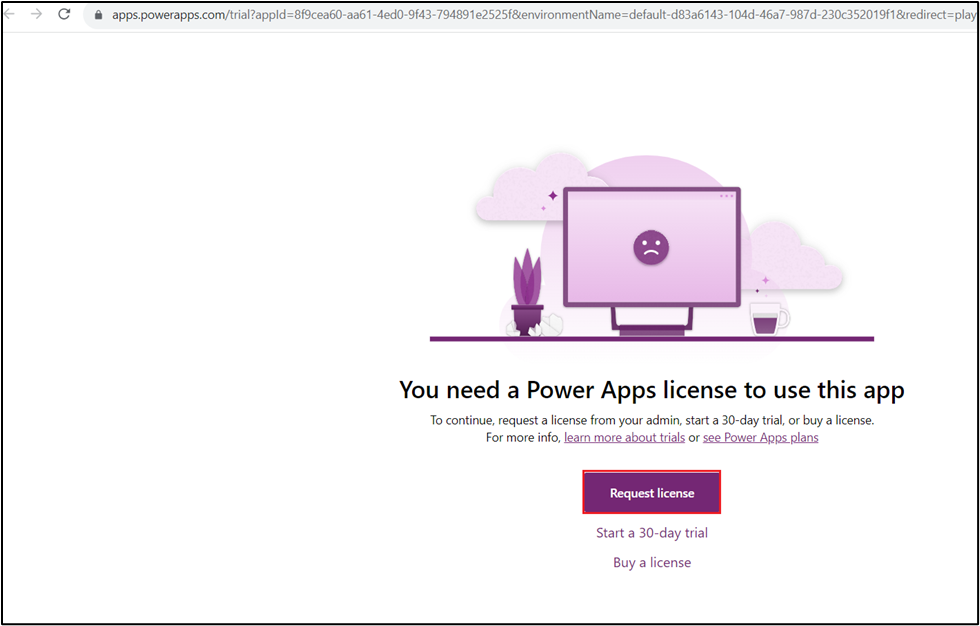 apps.powerapps.com/trial?appId=8f9cea60-aa61-4ed0-9f43-794891e2525f&environmentName=default-d83a6143-104d-46a7-987d-230c352019f1&redirect=play
You need a Power Apps license to use this app
To continue, request a license from your admin, start a 30-day trial, or buy a license.
For more info, learn more about trials or see Power Apps plans
Request license
Start a 30-day trial
Buy a license